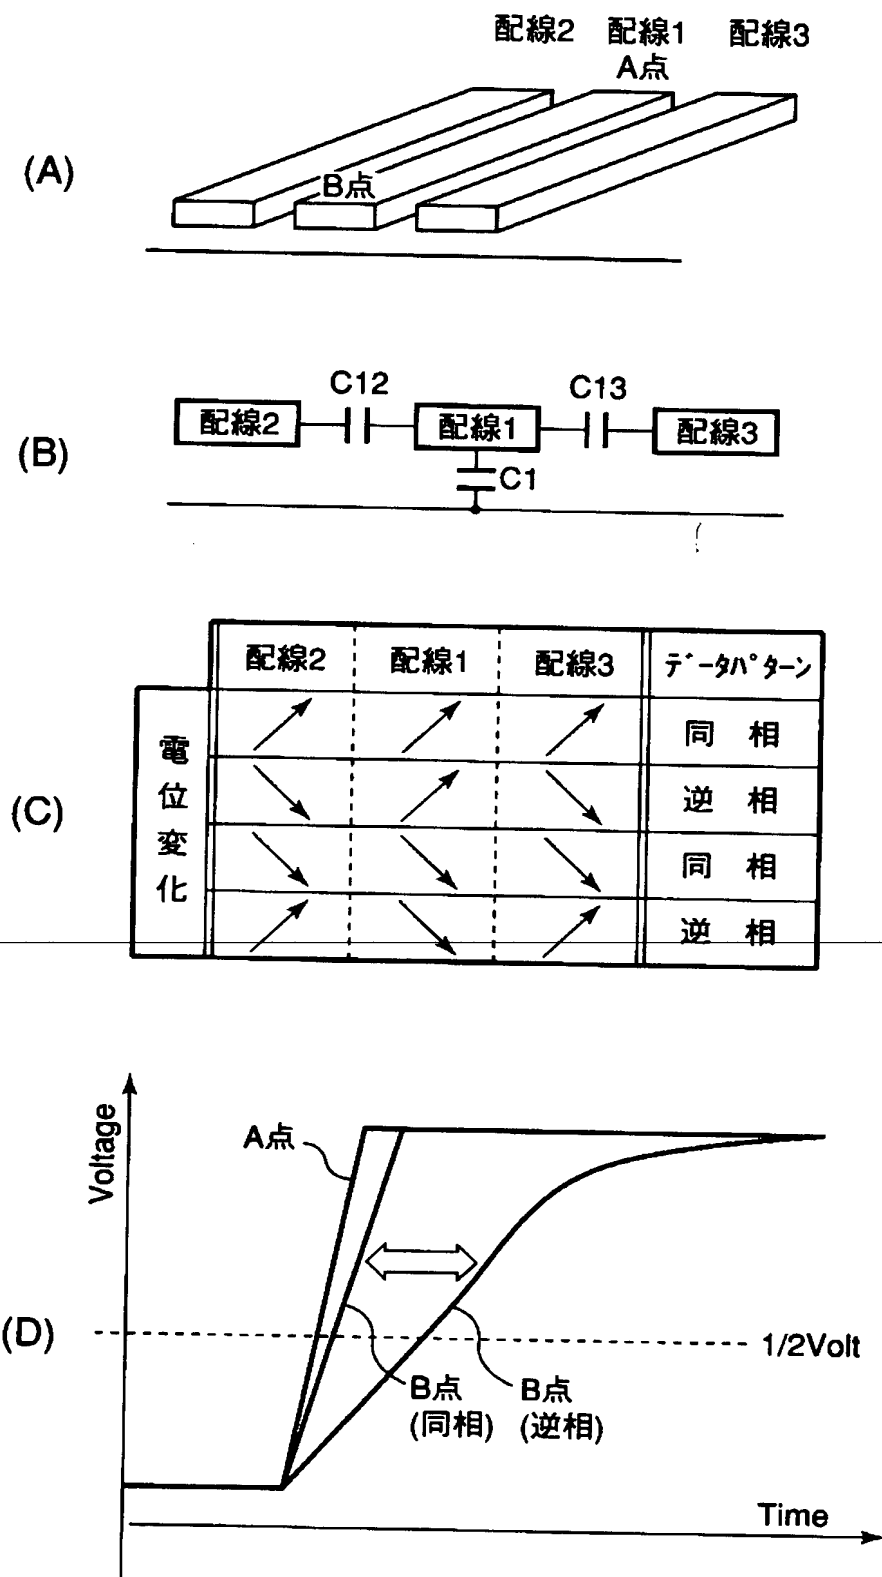 配線2 配線1 配線3
A点
(A)
B点
C12 C13
(B)
配線2 配線1 配線3
C1
配線2 配線1 配線3 データパターン
(C)
電位変化
同相
逆相
同相
逆相
Voltage
A点
(D)
1/2Volt
B点 B点
(同相) (逆相)
Time